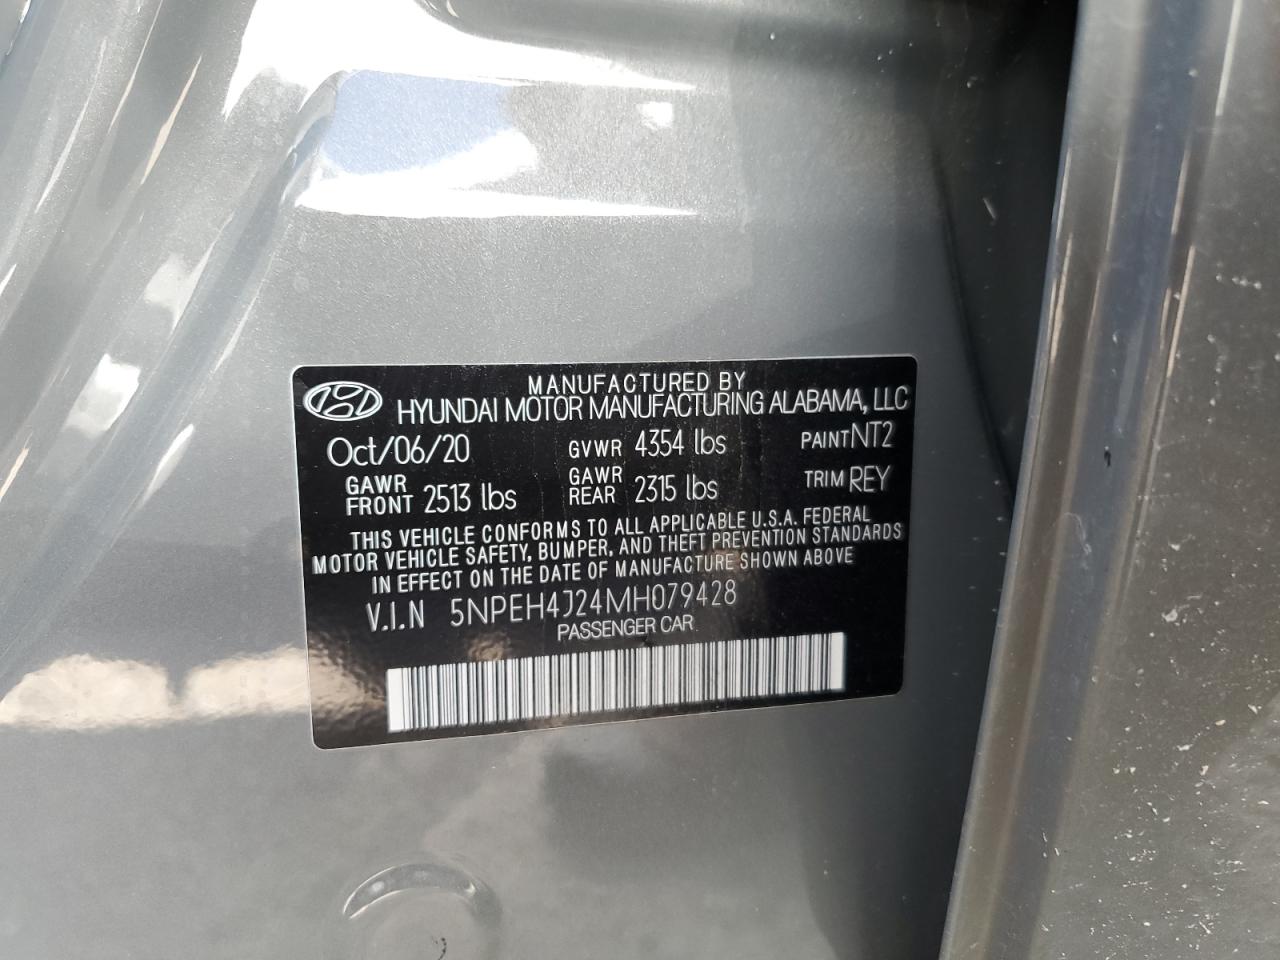 MANUFACTURED BY
HYUNDAI MOTOR MANUFACTURING ALABAMA, LLC
Oct/06/20 GVWR 4354 lbs PAINT NT2
GAWR FRONT 2513 lbs GAWR REAR 2315 lbs TRIM REY
THIS VEHICLE CONFORMS TO ALL APPLICABLE U.S.A. FEDERAL
MOTOR VEHICLE SAFETY, BUMPER, AND THEFT PREVENTION STANDARDS
IN EFFECT ON THE DATE OF MANUFACTURE SHOWN ABOVE
V.I.N 5NPEH4J24MH079428
PASSENGER CAR